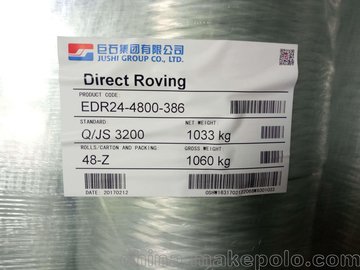 巨石集团有限公司
JUSHI GROUP CO., LTD.
Direct Roving
PRODUCT CODE
EDR24-4800-386
STANDARD
NET WEIGHT:
Q/JS 3200
1033 kg
ROLLS/CARTON AND PACKING
GROSS WEIGHT
48-Z
1060 kg
DATE: 20170212
china.makepolo.com